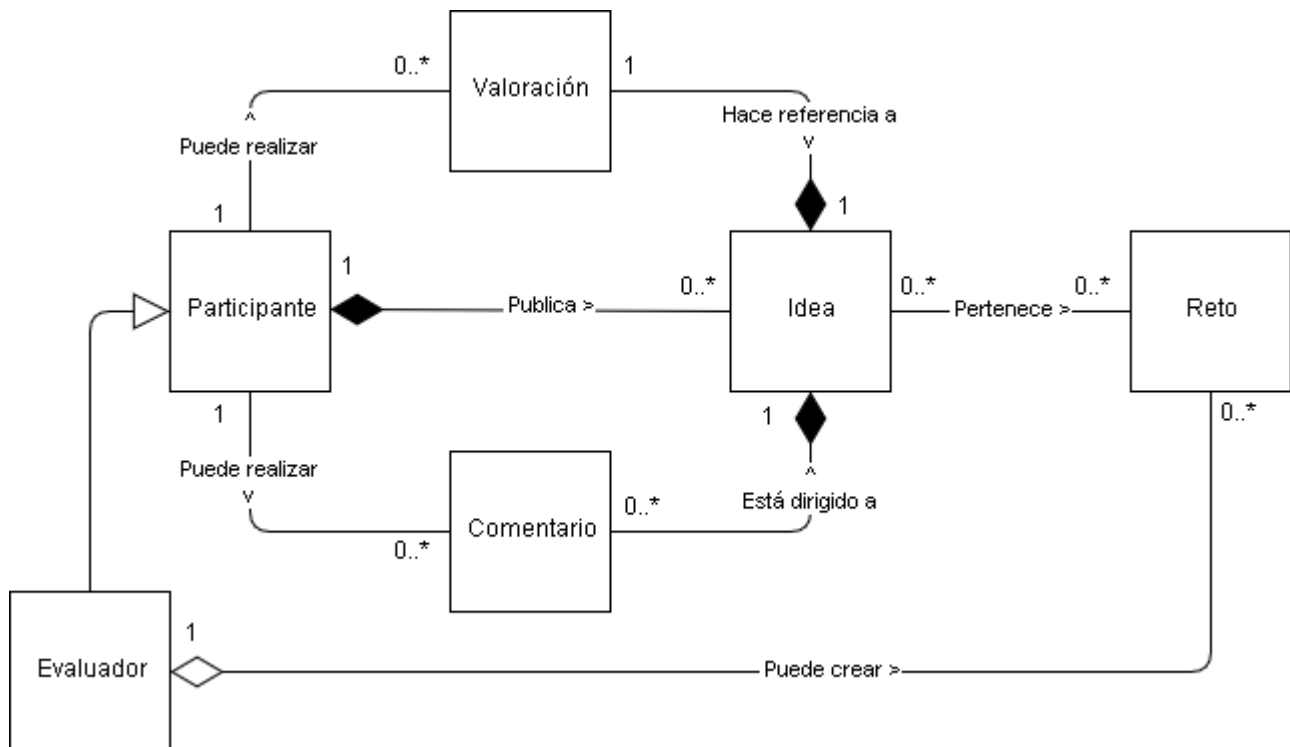 0..*
Valoración
1
Hace referencia a
v
^
Puede realizar
1
1
Participante
1
Publica >
0..*
Idea
0..*
Pertenece >
0..*
Reto
1
Puede realizar
v
0..*
Comentario
0..*
1
^
Está dirigido a
0..*
Evaluador
1
Puede crear >